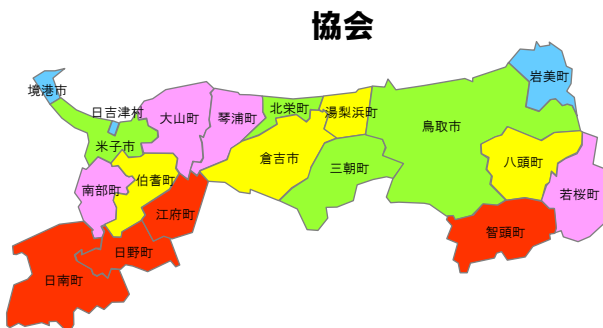 協会
岩美町
境港市
日吉津村
大山町
琴浦町
北栄町
湯梨浜町
鳥取市
米子市
倉吉市
三朝町
八頭町
南部町
伯耆町
若桜町
江府町
智頭町
日野町
日南町